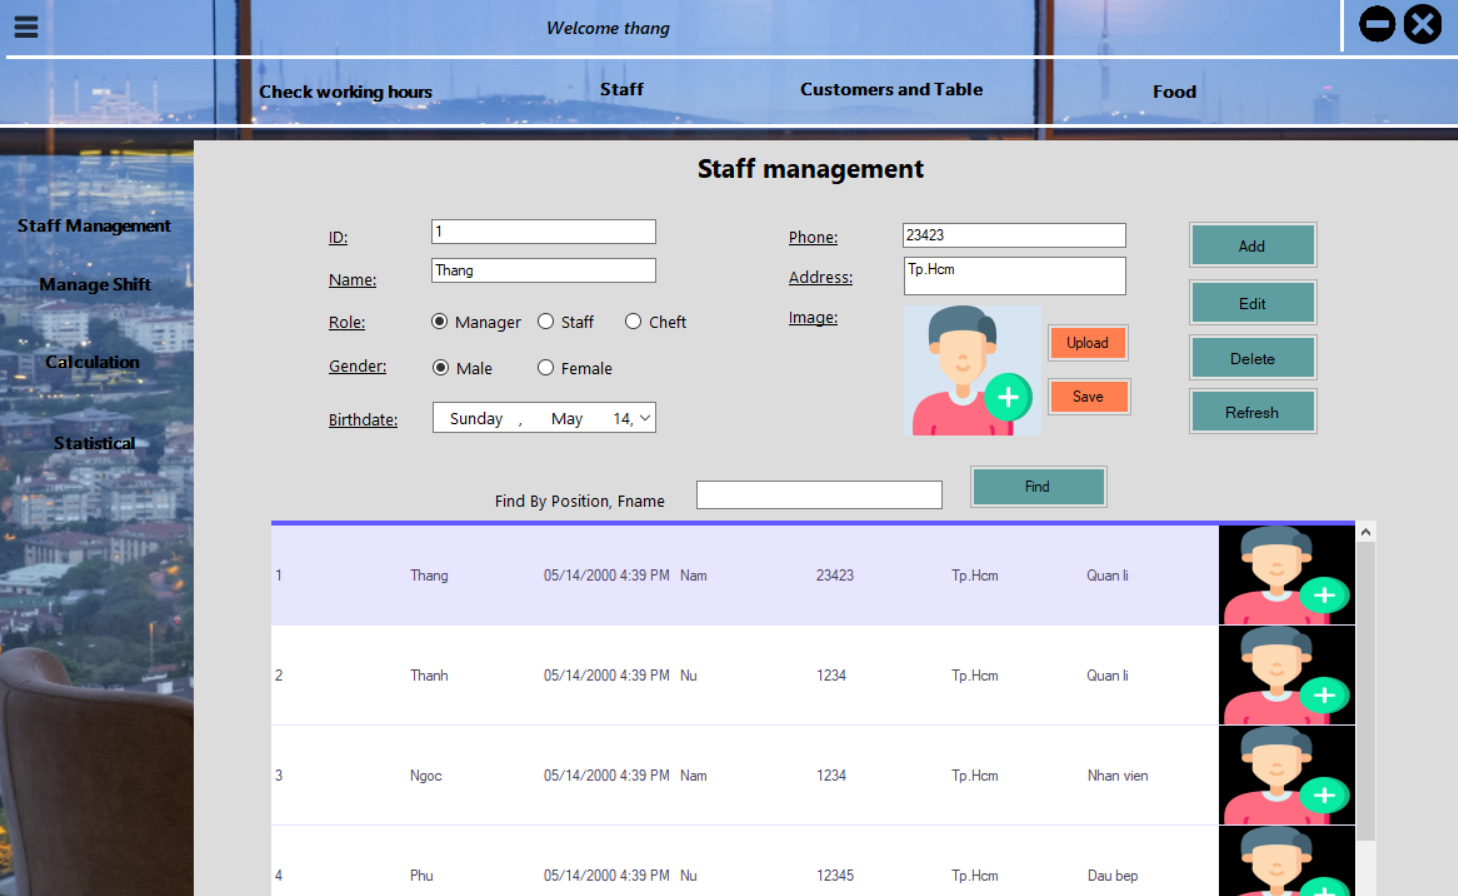 Welcome thang
Check working hours
Staff
Customers and Table
Food
Staff management
Staff Management
Manage Shift
Calculation
Statistical
ID:
1
Name:
Thang
Role:
Manager
Staff
Cheft
Gender:
Male
Female
Birthdate:
Sunday , May 14,
Phone:
23423
Address:
Tp.Hcm
Image:
Upload
Save
Add
Edit
Delete
Refresh
Find By Position, Fname
Find
1 Thang 05/14/2000 4:39 PM Nam 23423 Tp.Hcm Quan li
2 Thanh 05/14/2000 4:39 PM Nu 1234 Tp.Hcm Quan li
3 Ngoc 05/14/2000 4:39 PM Nam 1234 Tp.Hcm Nhan vien
4 Phu 05/14/2000 4:39 PM Nu 12345 Tp.Hcm Dau bep